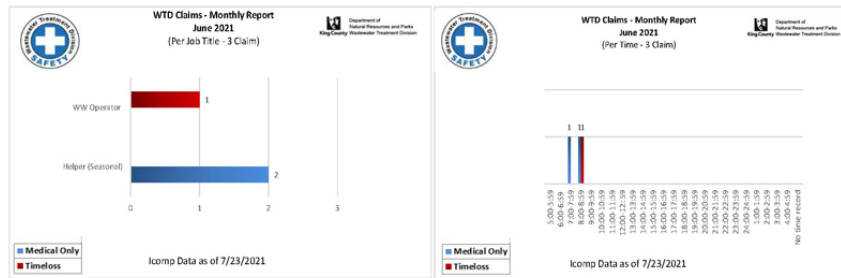 WTD Claims - Monthly Report
June 2021
(Per Job Title - 3 Claim)
Wastewater Treatment Division
SAFETY
King County
Department of
Natural Resources and Parks
Wastewater Treatment Division
WW Operator
1
Helper (Seasonal)
2
0
1
2
3
Medical Only
Timeloss
Icomp Data as of 7/23/2021
WTD Claims - Monthly Report
June 2021
(Per Time - 3 Claim)
Wastewater Treatment Division
SAFETY
King County
Department of
Natural Resources and Parks
Wastewater Treatment Division
1
11
5:00-5:59
6:00-6:59
7:00-7:59
8:00-8:59
9:00-9:59
10:00-10:59
11:00-11:59
12:00-12:59
13:00-13:59
14:00-14:59
15:00-15:59
16:00-16:59
17:00-17:59
18:00-18:59
19:00-19:59
20:00-20:59
21:00-21:59
22:00-22:59
23:00-23:59
24:00-24:59
1:00-1:59
2:00-2:59
3:00-3:59
4:00-4:59
No time record
Medical Only
Timeloss
Icomp Data as of 7/23/2021